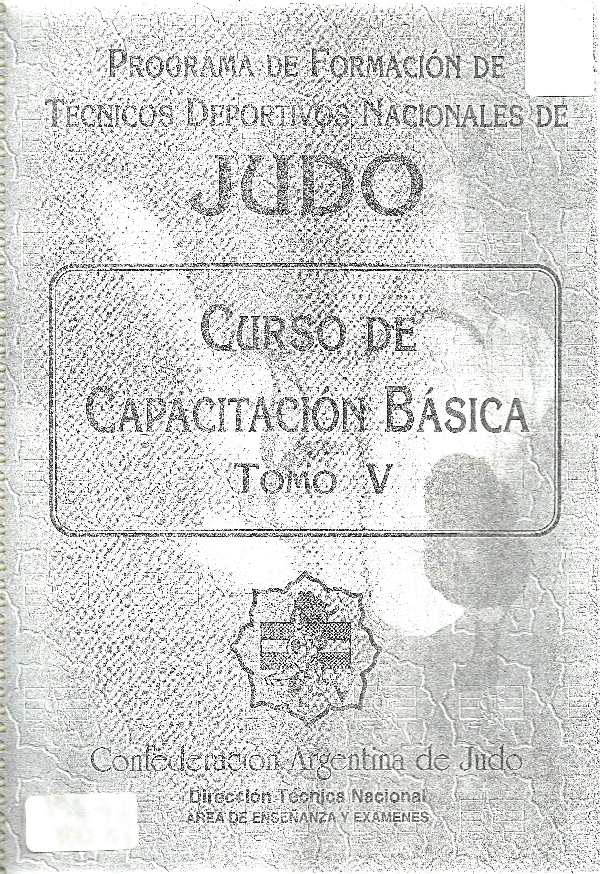 PROGRAMA DE FORMACIÓN DE
TÉCNICOS DEPORTIVOS NACIONALES DE
JUDO
CURSO DE
CAPACITACIÓN BÁSICA
TOMO V
Confederación Argentina de Judo
Dirección Técnica Nacional
AREA DE ENSEÑANZA Y EXAMENES